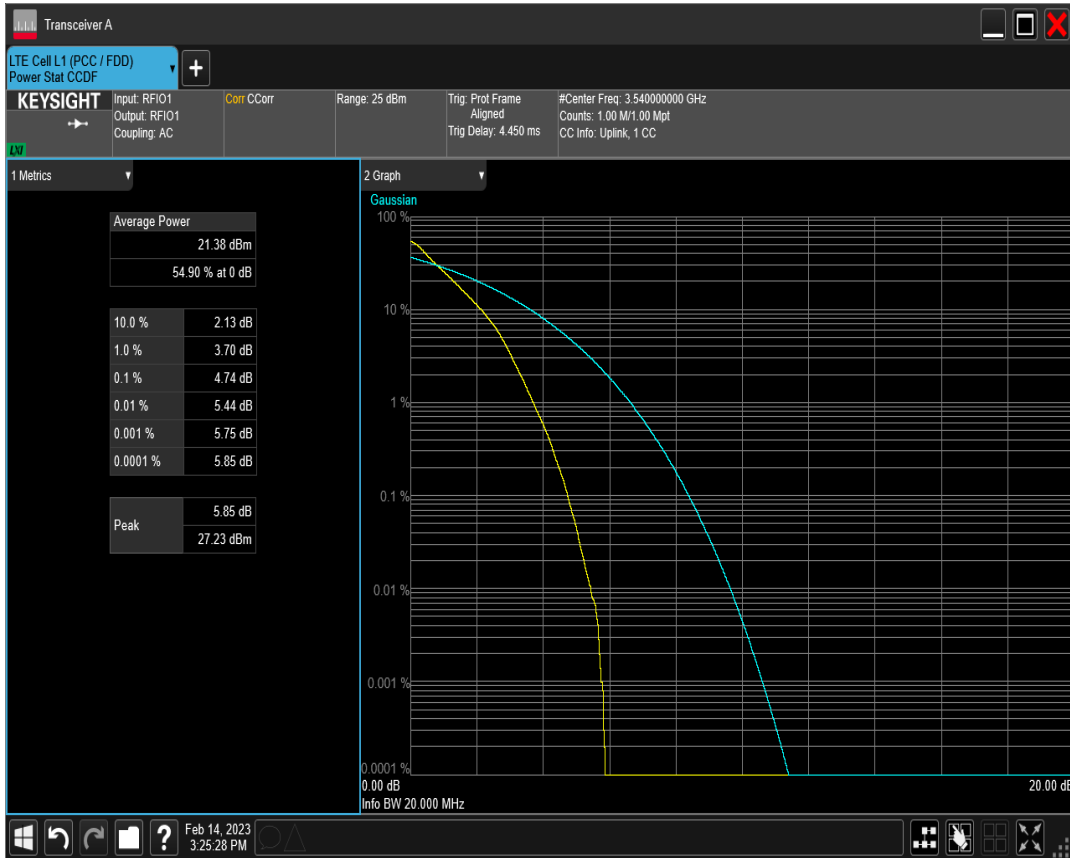 Transceiver A
LTE Cell L1 (PCC / FDD)
Power Stat CCDF
+
KEYSIGHT
LXI
Input: RFIO1
Output: RFIO1
Coupling: AC
Corr CCorr
Range: 25 dBm
Trig: Prot Frame
Aligned
Trig Delay: 4.450 ms
#Center Freq: 3.540000000 GHz
Counts: 1.00 M/1.00 Mpt
CC Info: Uplink, 1 CC
1 Metrics
Average Power
21.38 dBm
54.90 % at 0 dB
10.0 % 2.13 dB
1.0 % 3.70 dB
0.1 % 4.74 dB
0.01 % 5.44 dB
0.001 % 5.75 dB
0.0001 % 5.85 dB
Peak 5.85 dB
27.23 dBm
2 Graph
Gaussian
100 %
10 %
1 %
0.1 %
0.01 %
0.001 %
0.0001 %
0.00 dB 20.00 dB
Info BW 20.000 MHz
?
Feb 14, 2023
3:25:28 PM